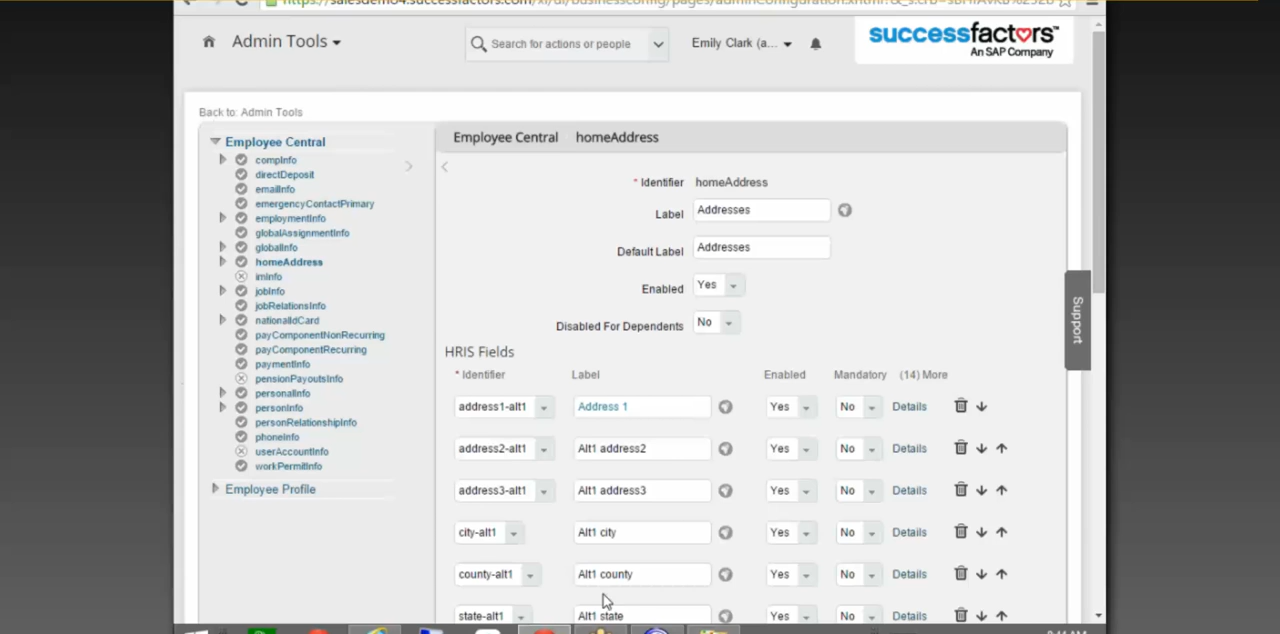 Admin Tools
Search for actions or people
Emily Clark (a...
successfactors™
An SAP Company
Back to: Admin Tools
Employee Central
compInfo
directDeposit
emailInfo
emergencyContactPrimary
employmentInfo
globalAssignmentInfo
globalInfo
homeAddress
imInfo
jobInfo
jobRelationsInfo
nationalIdCard
payComponentNonRecurring
payComponentRecurring
paymentInfo
pensionPayoutsInfo
personalInfo
personInfo
personRelationshipInfo
phoneInfo
userAccountInfo
workPermitInfo
Employee Profile
Employee Central homeAddress
* Identifier homeAddress
Label Addresses
Default Label Addresses
Enabled Yes
Disabled For Dependents No
HRIS Fields
* Identifier Label Enabled Mandatory (14) More
address1-alt1 Address 1 Yes No Details
address2-alt1 Alt1 address2 Yes No Details
address3-alt1 Alt1 address3 Yes No Details
city-alt1 Alt1 city Yes No Details
county-alt1 Alt1 county Yes No Details
state-alt1 Alt1 state Yes No Details
Support